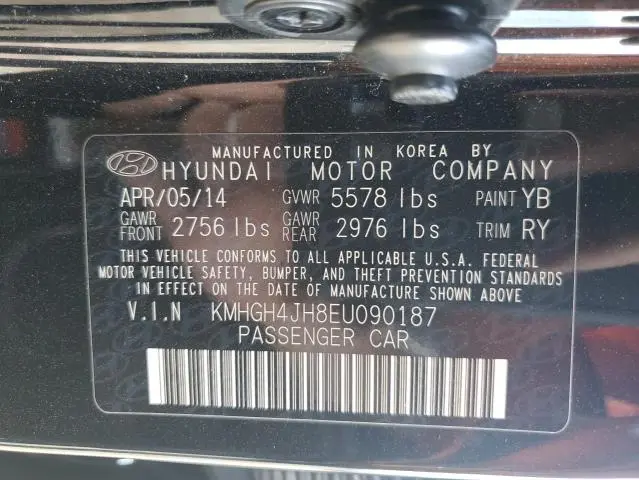 MANUFACTURED IN KOREA BY
HYUNDAI MOTOR COMPANY
APR/05/14 GVWR 5578 lbs PAINT YB
GAWR FRONT 2756 lbs GAWR REAR 2976 lbs TRIM RY
THIS VEHICLE CONFORMS TO ALL APPLICABLE U.S.A. FEDERAL
MOTOR VEHICLE SAFETY, BUMPER, AND THEFT PREVENTION STANDARDS
IN EFFECT ON THE DATE OF MANUFACTURE SHOWN ABOVE
V.I.N KMHGH4JH8EU090187
PASSENGER CAR